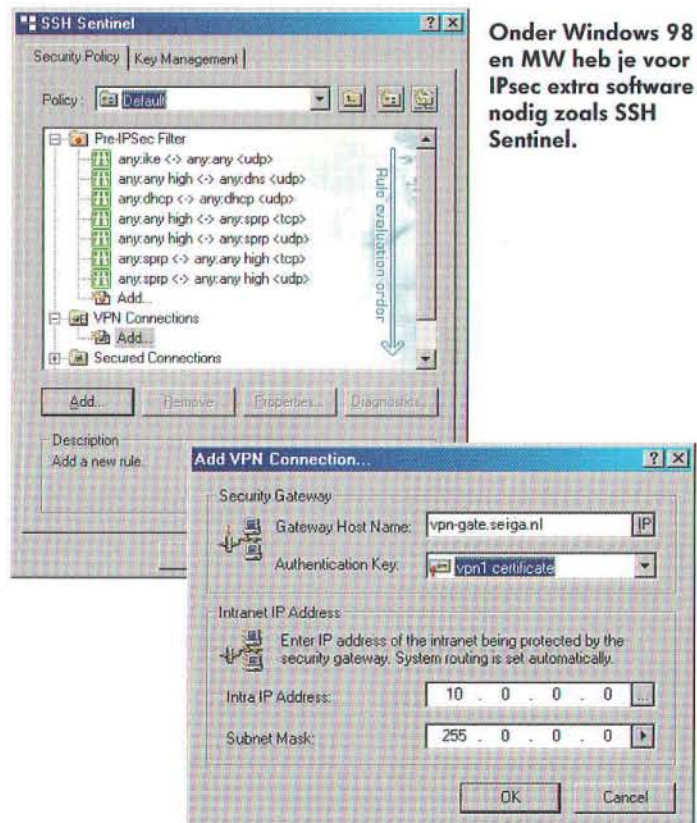 SSH Sentinel
Security Policy
Key Management
Policy:
Default
Pre-IPSec Filter
any:ike <-> any:any <udp>
any:any high <-> any:dns <udp>
any:dhcp <-> any:dhcp <udp>
any:any high <-> any:sprp <tcp>
any:any high <-> any:sprp <udp>
any:sprp <-> any:any high <tcp>
any:sprp <-> any:any high <udp>
Add...
VPN Connections
Add...
Secured Connections
Rule evaluation order
Add...
Remove
Properties...
Diagnostics...
Description
Add a new rule.
Onder Windows 98
en MW heb je voor
IPsec extra software
nodig zoals SSH
Sentinel.
Add VPN Connection...
Security Gateway
Gateway Host Name:
vpn-gate.seiga.nl
IP
Authentication Key:
vpn1 certificate
Intranet IP Address
Enter IP address of the intranet being protected by the
security gateway. System routing is set automatically.
Intra IP Address:
10 . 0 . 0 . 0
...
Subnet Mask:
255 . 0 . 0 . 0
OK
Cancel